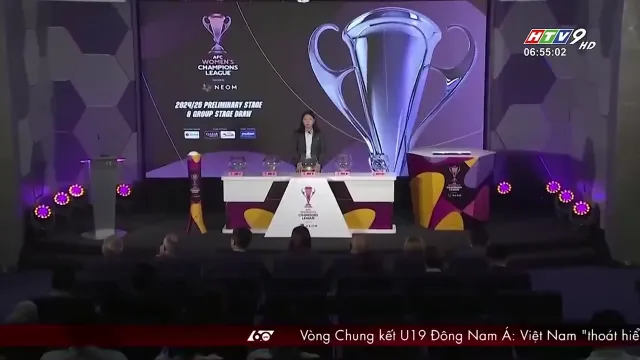 HTV9 HD
06:55:02
AFC
WOMEN'S
CHAMPIONS
LEAGUE
NEOM
2024/25 PRELIMINARY STAGE
& GROUP STAGE DRAW
NEOM
Vòng Chung kết U19 Đông Nam Á: Việt Nam "thoát hiể